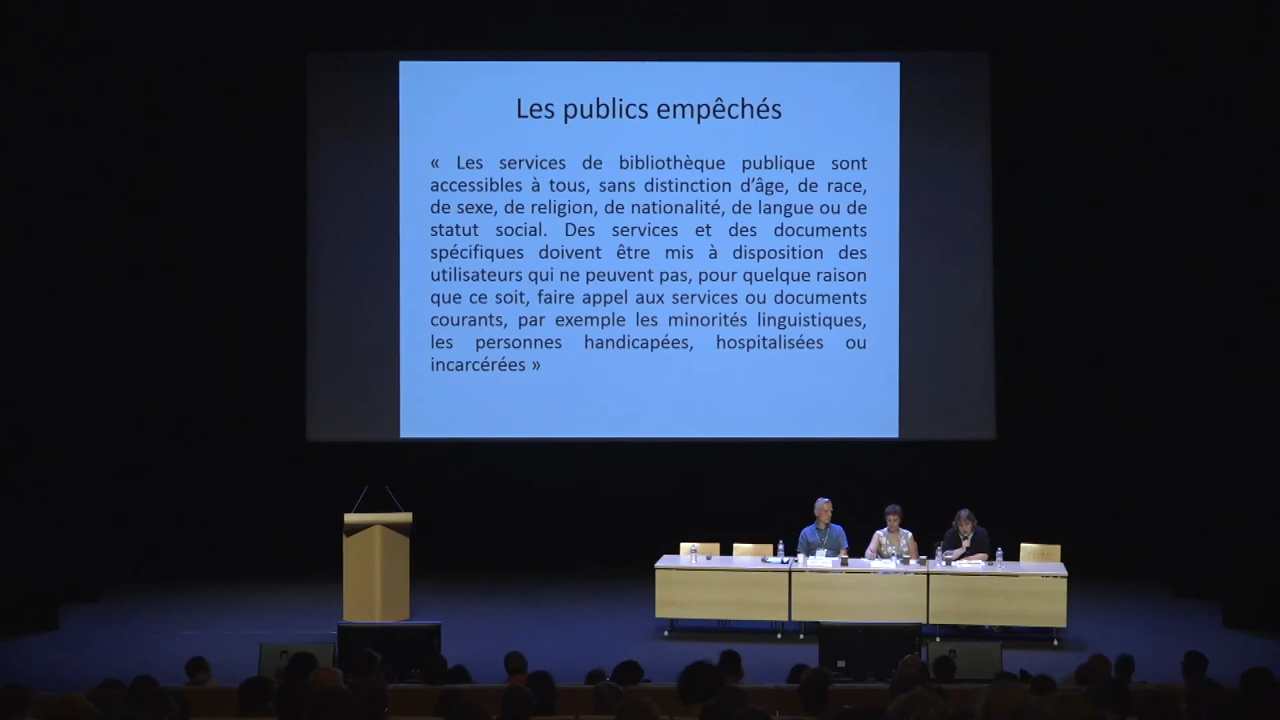 Les publics empêchés
« Les services de bibliothèque publique sont
accessibles à tous, sans distinction d'âge, de race,
de sexe, de religion, de nationalité, de langue ou de
statut social. Des services et des documents
spécifiques doivent être mis à disposition des
utilisateurs qui ne peuvent pas, pour quelque raison
que ce soit, faire appel aux services ou documents
courants, par exemple les minorités linguistiques,
les personnes handicapées, hospitalisées ou
incarcérées »